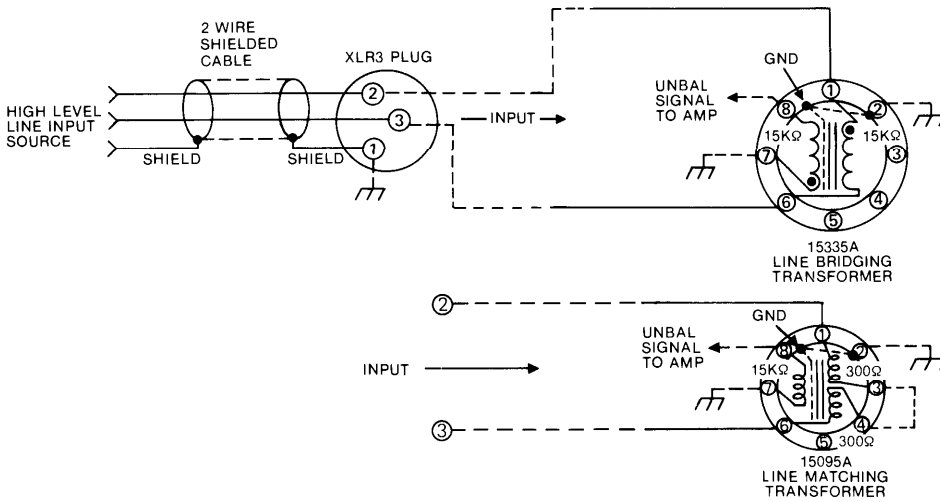 2 WIRE
SHIELDED
CABLE
XLR3 PLUG
HIGH LEVEL
LINE INPUT
SOURCE
SHIELD
SHIELD
2
3
1
INPUT
UNBAL
SIGNAL
TO AMP
GND
1
8
2
15KΩ
15KΩ
7
3
6
4
5
15335A
LINE BRIDGING
TRANSFORMER
2
INPUT
3
UNBAL
SIGNAL
TO AMP
GND
1
8
2
15KΩ
300Ω
7
3
6
4
5
300Ω
15095A
LINE MATCHING
TRANSFORMER